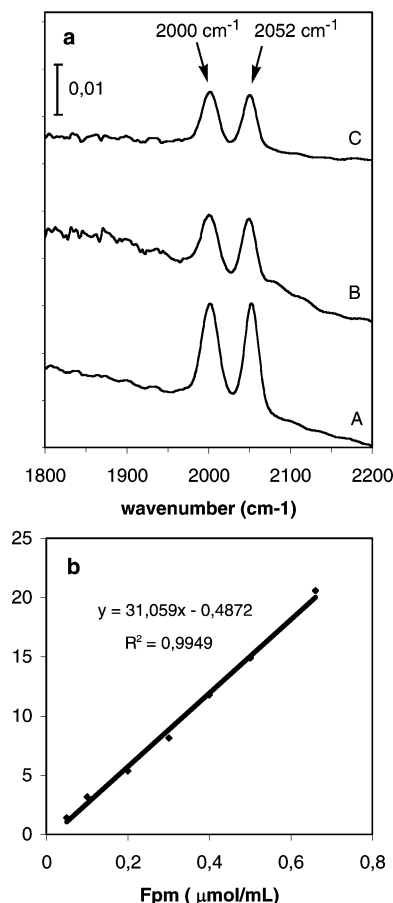 a
2000 cm⁻¹ 2052 cm⁻¹
0,01
C
B
A
1800 1900 2000 2100 2200
wavenumber (cm-1)
25
b
y = 31,059x - 0,4872
20
R² = 0,9949
15
10
5
0
0 0,2 0,4 0,6 0,8
Fpm ( µmol/mL)